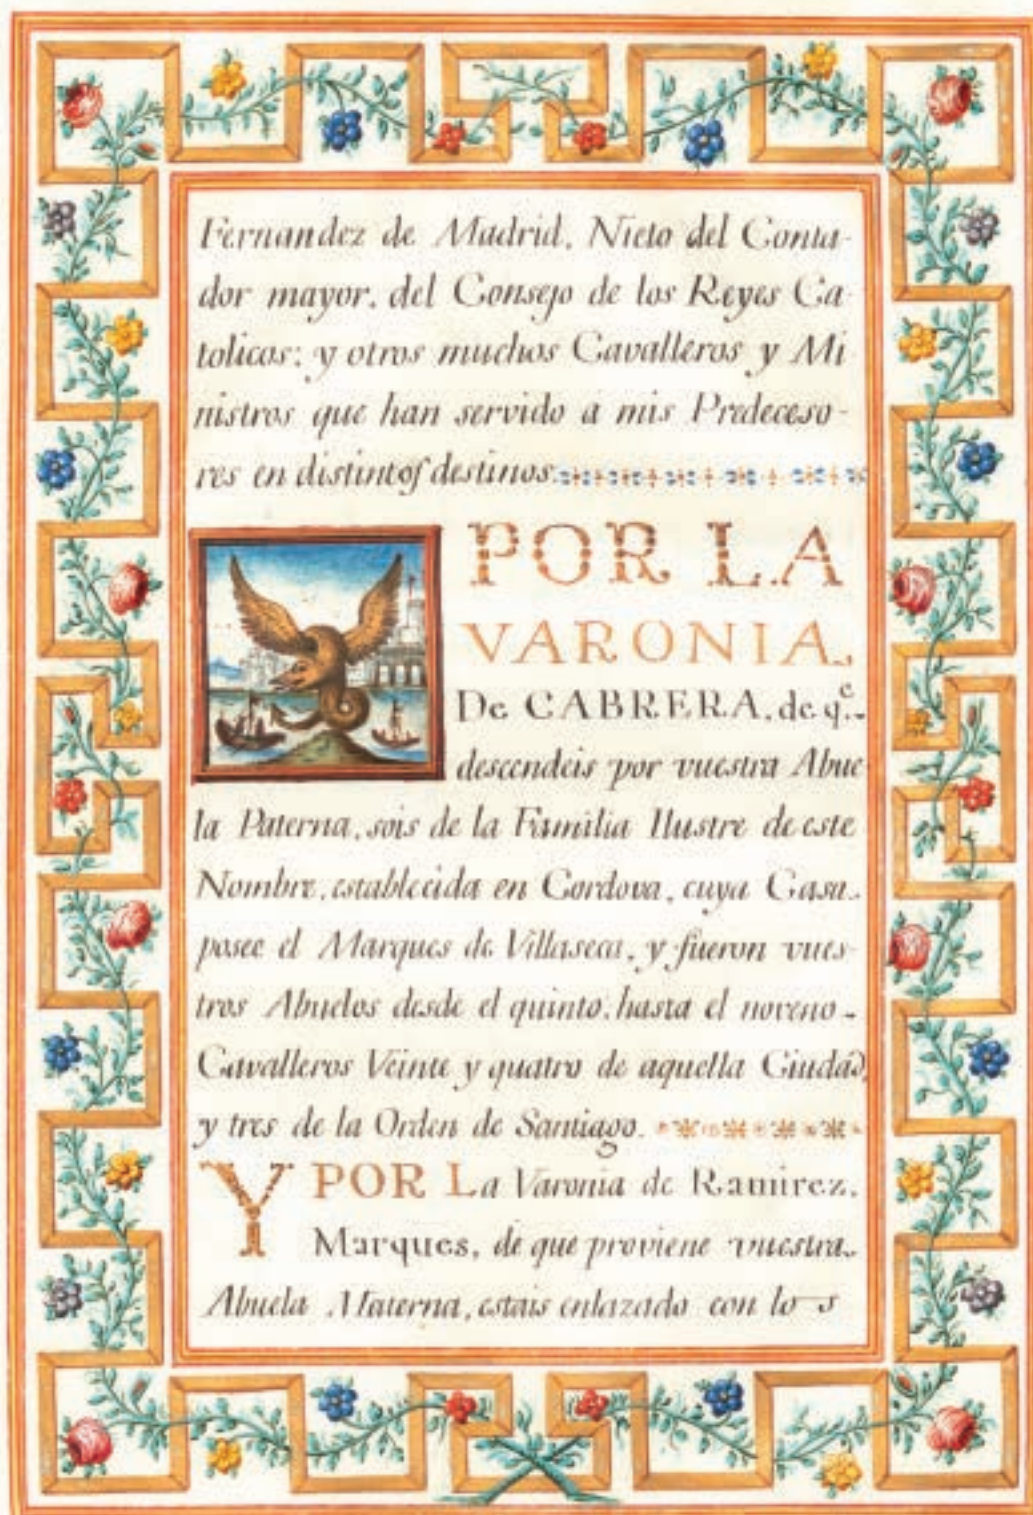 Fernandez de Madrid, Nieto del Conta-
dor mayor, del Consejo de los Reyes Ca-
tolicos; y otros muchos Cavalleros y Mi
nistros que han servido a mis Predeceso-
res en distintos destinos.
POR LA
VARONIA
De CABRERA, de q.e
descendeis por vuestra Abue
la Paterna, sois de la Familia Ilustre de este
Nombre, establecida en Cordova, cuya Casa
posee el Marques de Villaseca, y fueron vues-
tros Abuelos desde el quinto, hasta el noveno
Cavalleros Veinte y quatro de aquella Ciudad,
y tres de la Orden de Santiago.
Y POR La Varonia de Ramirez,
Marques, de que proviene vuestra
Abuela Materna, estais enlazado con los